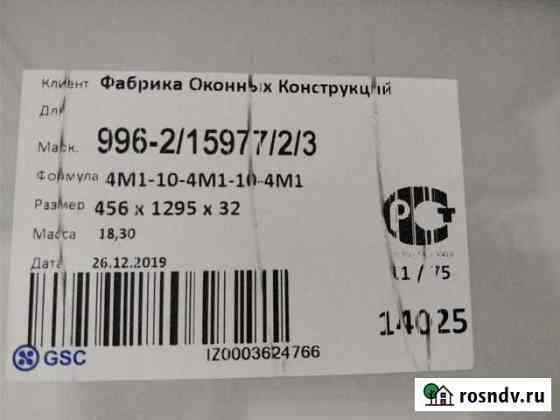 Клиент Фабрика Оконных Конструкций
Для
Марк. 996-2/15977/2/3
Формула 4М1-10-4М1-10-4М1
Размер 456 х 1295 х 32
Масса 18,30
Дата 26.12.2019
РСТ
11 / 75
14025
IZ0003624766
GSC
rosndv.ru